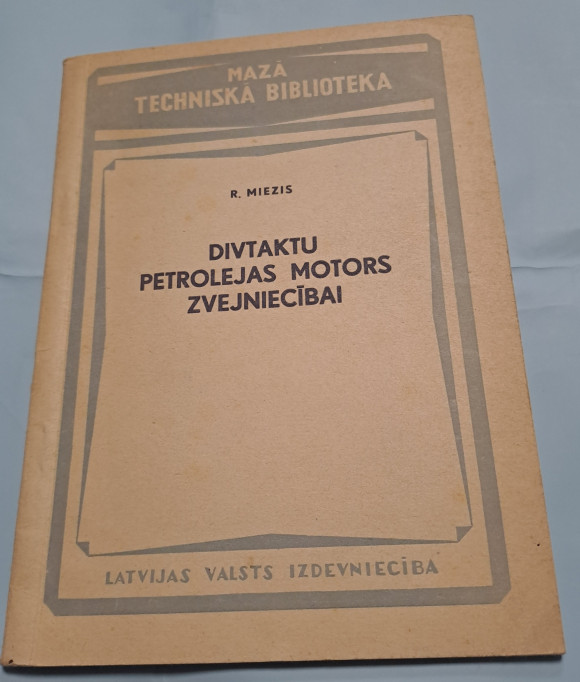 MAZĀ
TECHNISKĀ BIBLIOTEKA
R. MIEZIS
DIVTAKTU
PETROLEJAS MOTORS
ZVEJNIECĪBAI
LATVIJAS VALSTS IZDEVNIECĪBA